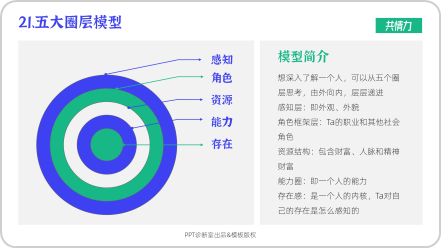 21.五大圈层模型
共情力
感知
角色
资源
能力
存在
模型简介
想深入了解一个人，可以从五个圈
层思考，由外向内，层层递进
感知层：即外观、外貌
角色框架层：Ta的职业和其他社会
角色
资源结构：包含财富、人脉和精神
财富
能力圈：即一个人的能力
存在感：是一个人的内核，Ta对自
己的存在是怎么感知的
PPT诊断室出品&模板版权